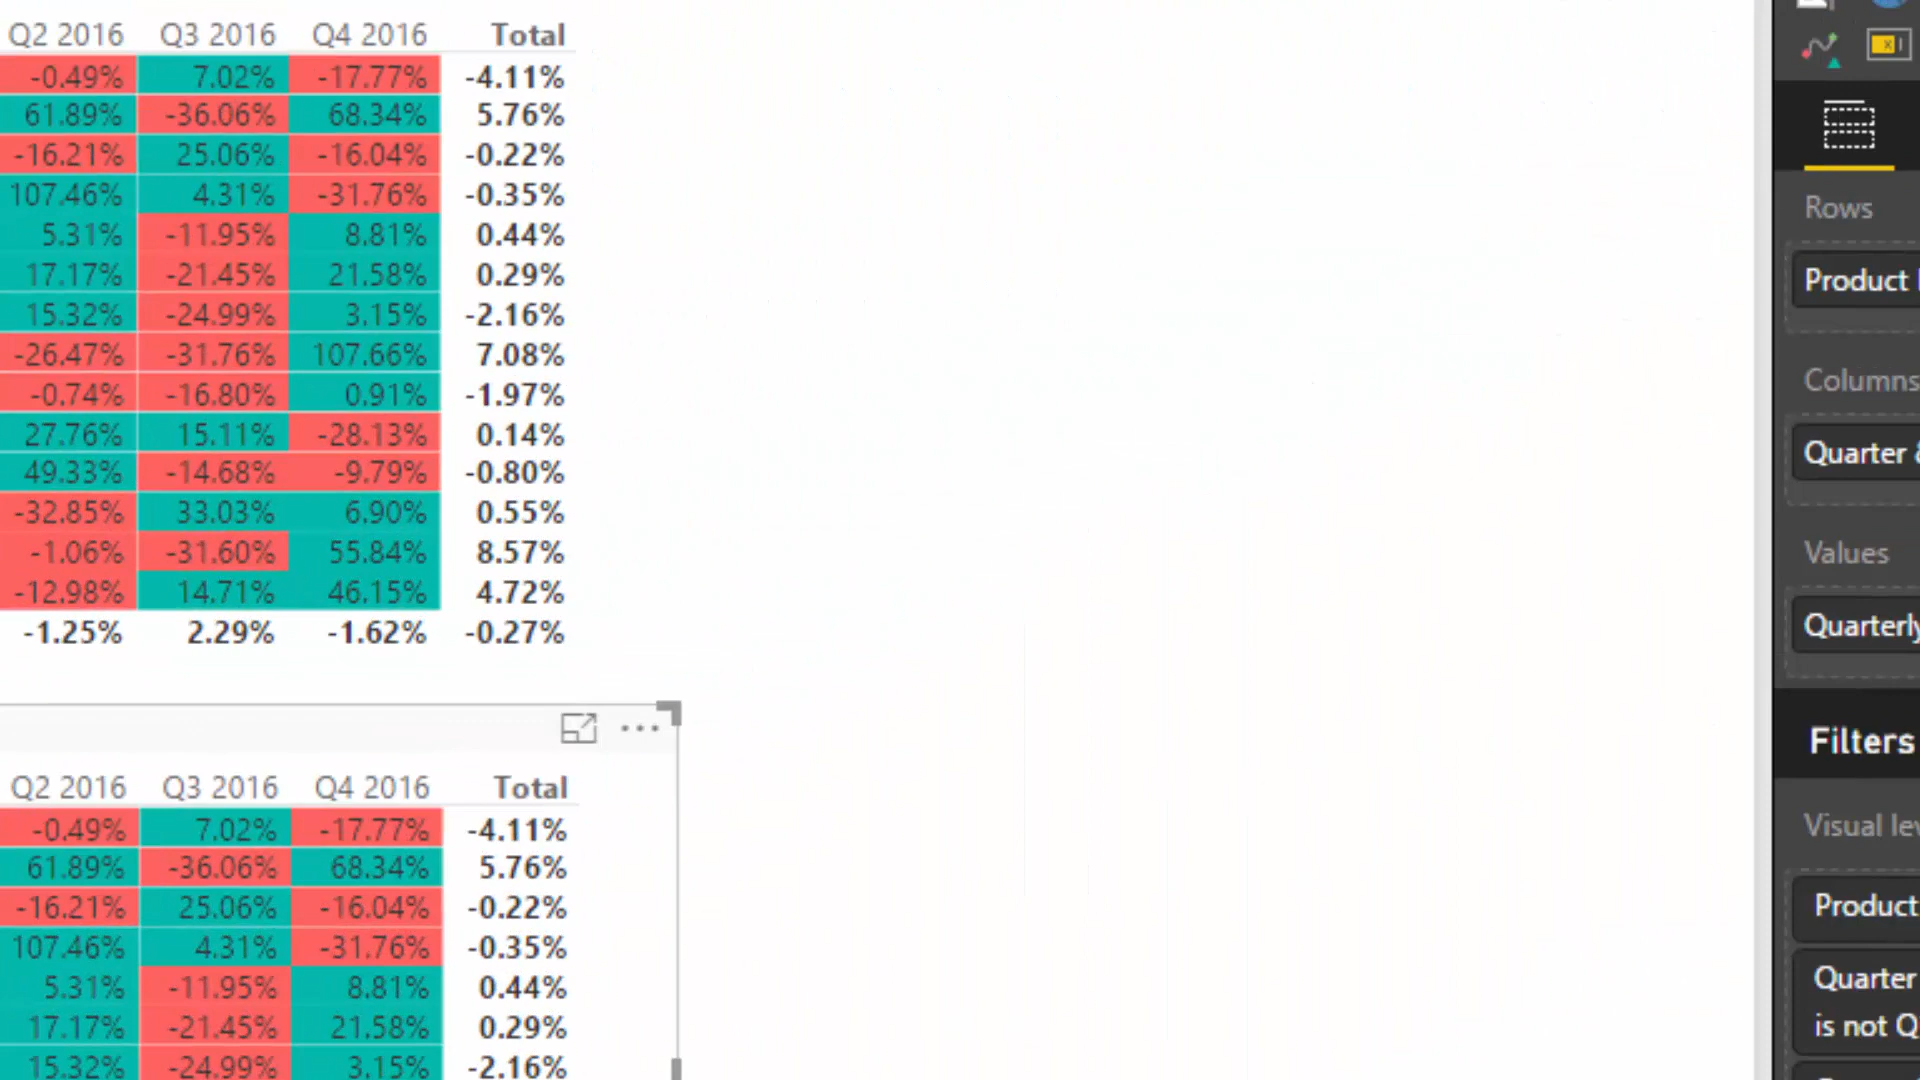 Q2 2016 Q3 2016 Q4 2016 Total
-0.49% 7.02% -17.77% -4.11%
61.89% -36.06% 68.34% 5.76%
-16.21% 25.06% -16.04% -0.22%
107.46% 4.31% -31.76% -0.35%
5.31% -11.95% 8.81% 0.44%
17.17% -21.45% 21.58% 0.29%
15.32% -24.99% 3.15% -2.16%
-26.47% -31.76% 107.66% 7.08%
-0.74% -16.80% 0.91% -1.97%
27.76% 15.11% -28.13% 0.14%
49.33% -14.68% -9.79% -0.80%
-32.85% 33.03% 6.90% 0.55%
-1.06% -31.60% 55.84% 8.57%
-12.98% 14.71% 46.15% 4.72%
-1.25% 2.29% -1.62% -0.27%
Q2 2016 Q3 2016 Q4 2016 Total
-0.49% 7.02% -17.77% -4.11%
61.89% -36.06% 68.34% 5.76%
-16.21% 25.06% -16.04% -0.22%
107.46% 4.31% -31.76% -0.35%
5.31% -11.95% 8.81% 0.44%
17.17% -21.45% 21.58% 0.29%
15.32% -24.99% 3.15% -2.16%
Rows
Product
Columns
Quarter
Values
Quarterly
Filters
Visual lev
Product
Quarter
is not Q